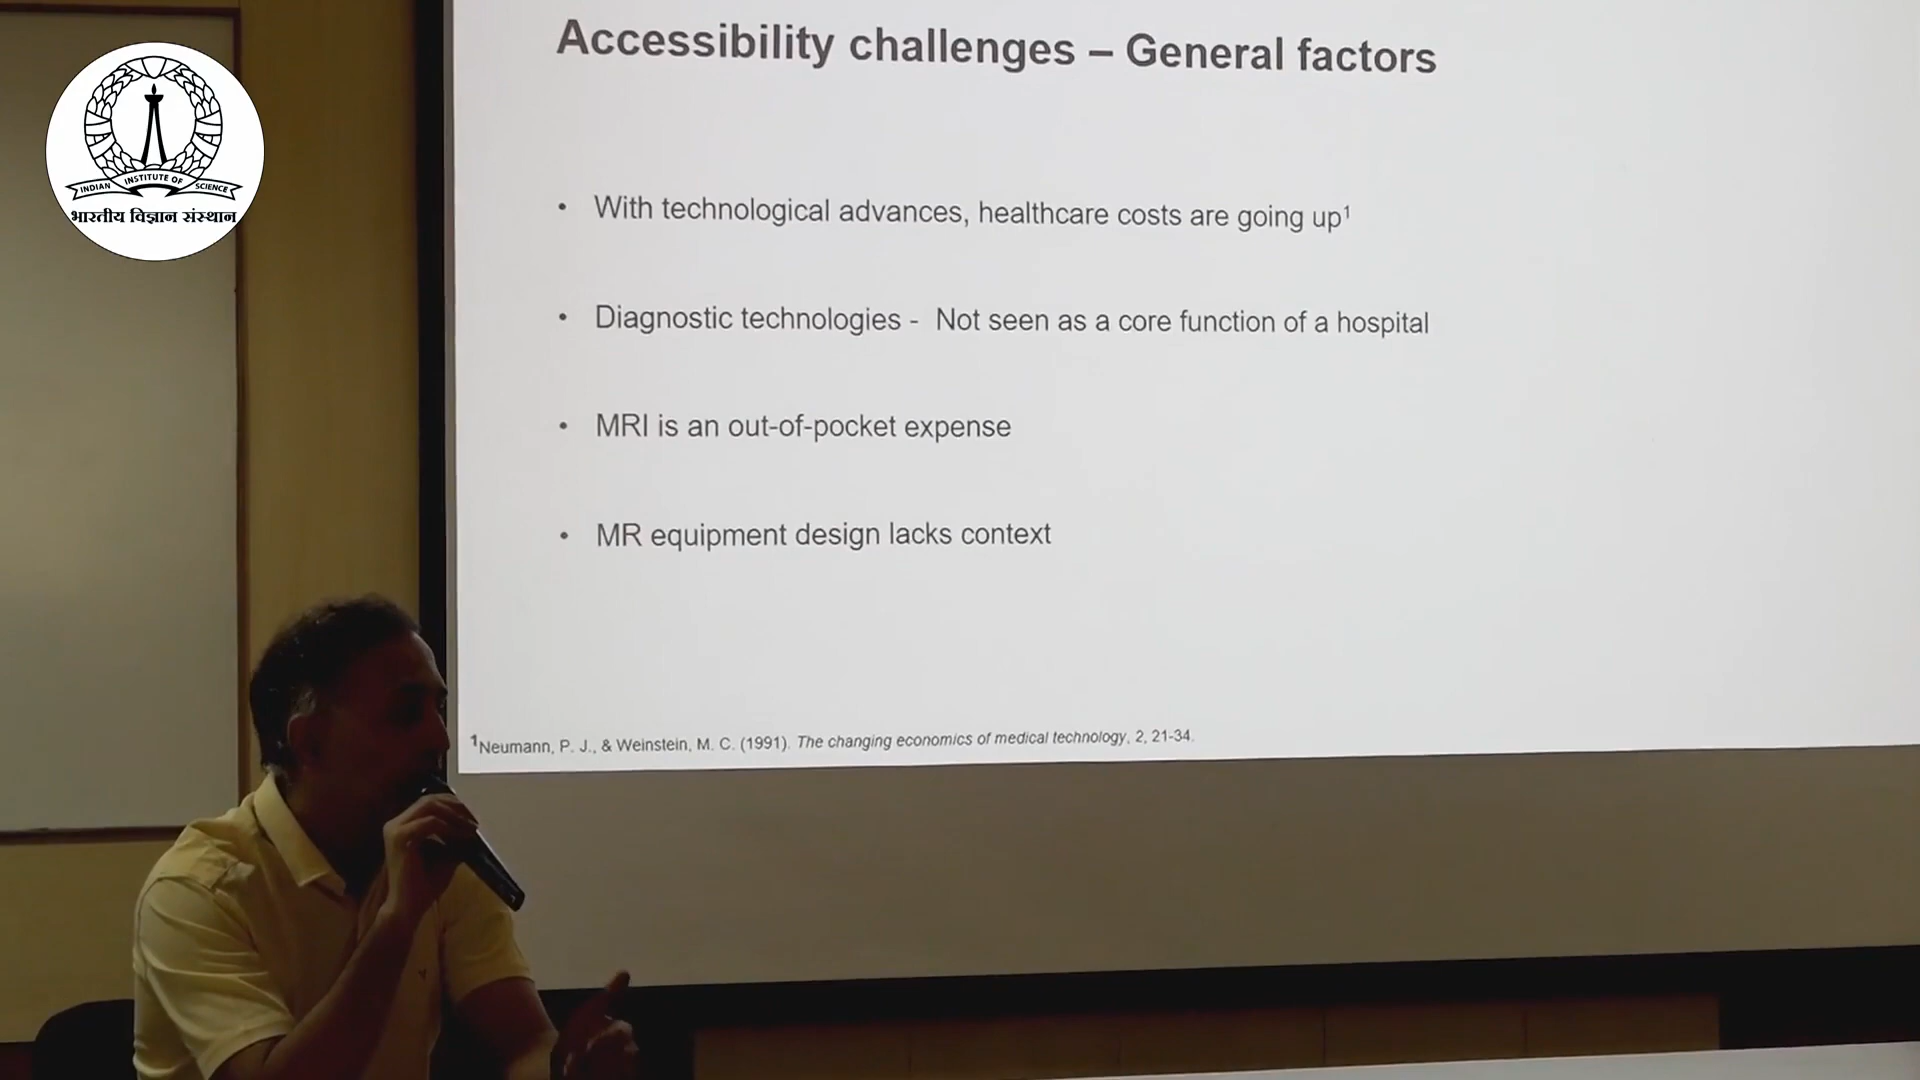 INDIAN INSTITUTE OF SCIENCE
भारतीय विज्ञान संस्थान
Accessibility challenges – General factors
• With technological advances, healthcare costs are going up¹
• Diagnostic technologies - Not seen as a core function of a hospital
• MRI is an out-of-pocket expense
• MR equipment design lacks context
¹Neumann, P. J., & Weinstein, M. C. (1991). The changing economics of medical technology, 2, 21-34.